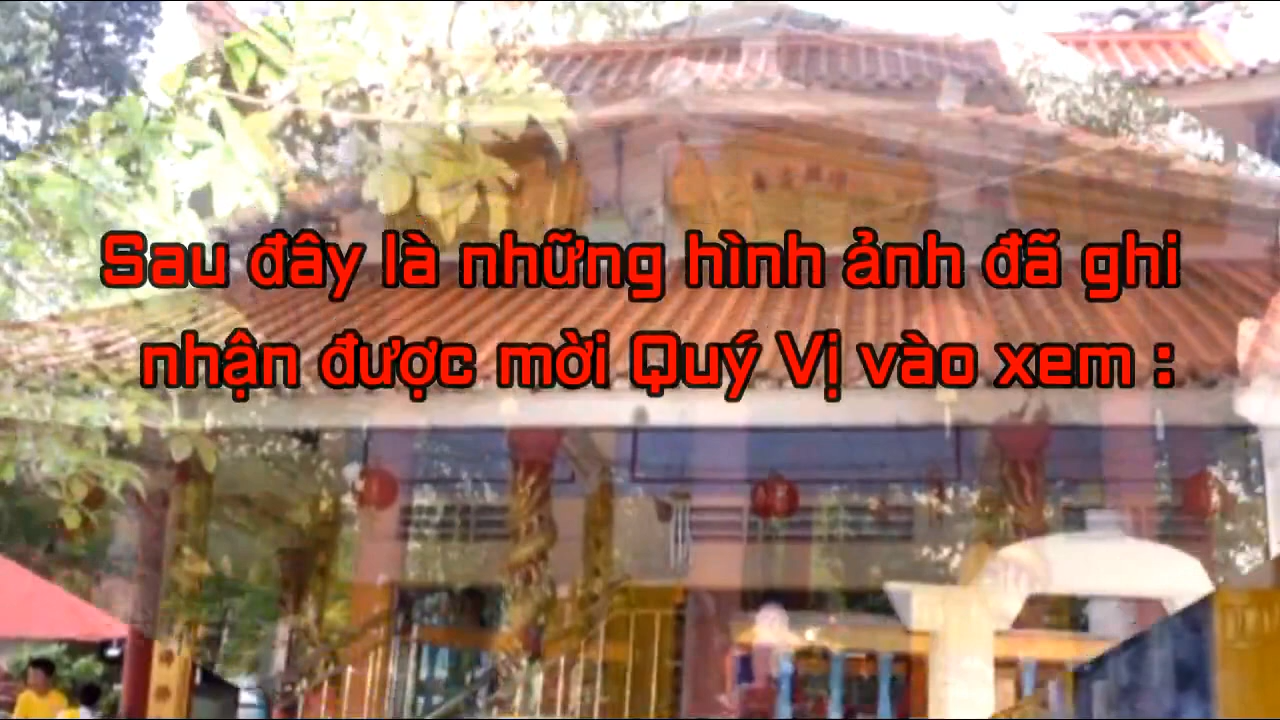 Sau đây là những hình ảnh đã ghi
nhận được mời Quý Vị vào xem :